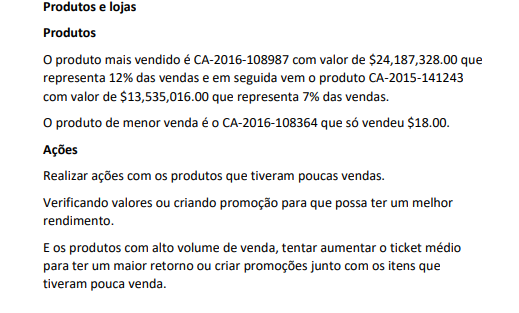 Produtos e lojas
Produtos
O produto mais vendido é CA-2016-108987 com valor de $24,187,328.00 que
representa 12% das vendas e em seguida vem o produto CA-2015-141243
com valor de $13,535,016.00 que representa 7% das vendas.
O produto de menor venda é o CA-2016-108364 que só vendeu $18.00.
Ações
Realizar ações com os produtos que tiveram poucas vendas.
Verificando valores ou criando promoção para que possa ter um melhor
rendimento.
E os produtos com alto volume de venda, tentar aumentar o ticket médio
para ter um maior retorno ou criar promoções junto com os itens que
tiveram pouca venda.